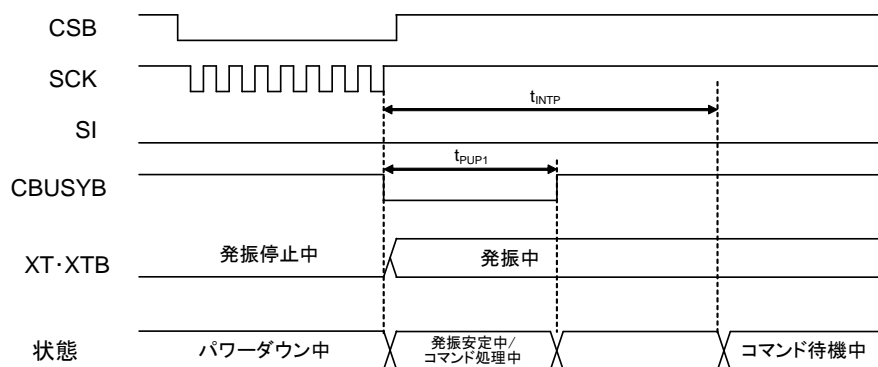 CSB
SCK
tINTP
SI
tPUP1
CBUSYB
発振停止中
発振中
XT・XTB
状態
パワーダウン中
発振安定中/
コマンド処理中
コマンド待機中